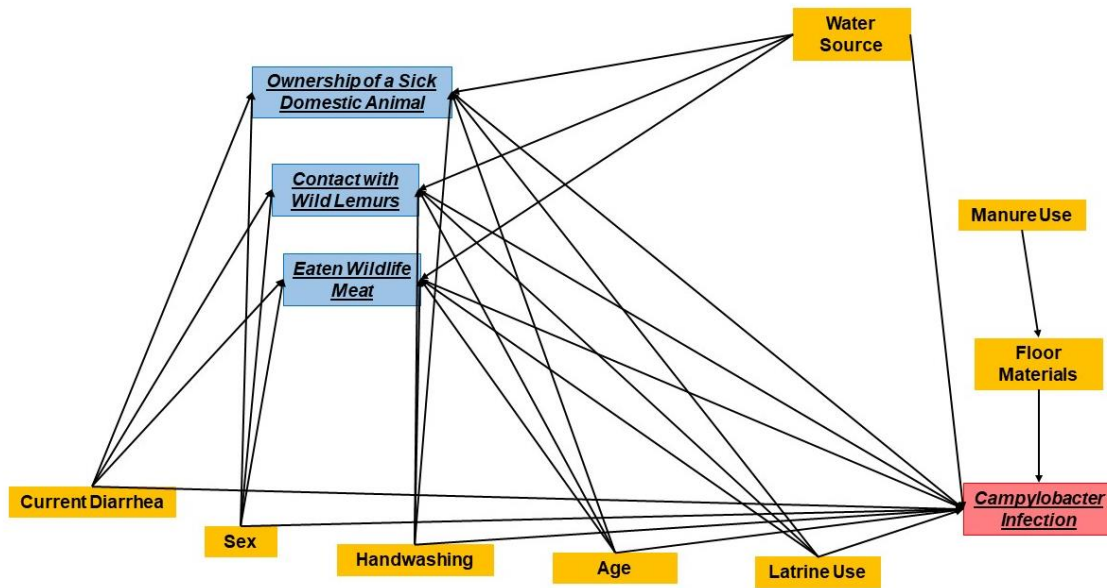 Water
Source
Ownership of a Sick
Domestic Animal
Contact with
Wild Lemurs
Manure Use
Eaten Wildlife
Meat
Floor
Materials
Current Diarrhea
Campylobacter
Infection
Sex
Handwashing
Age
Latrine Use